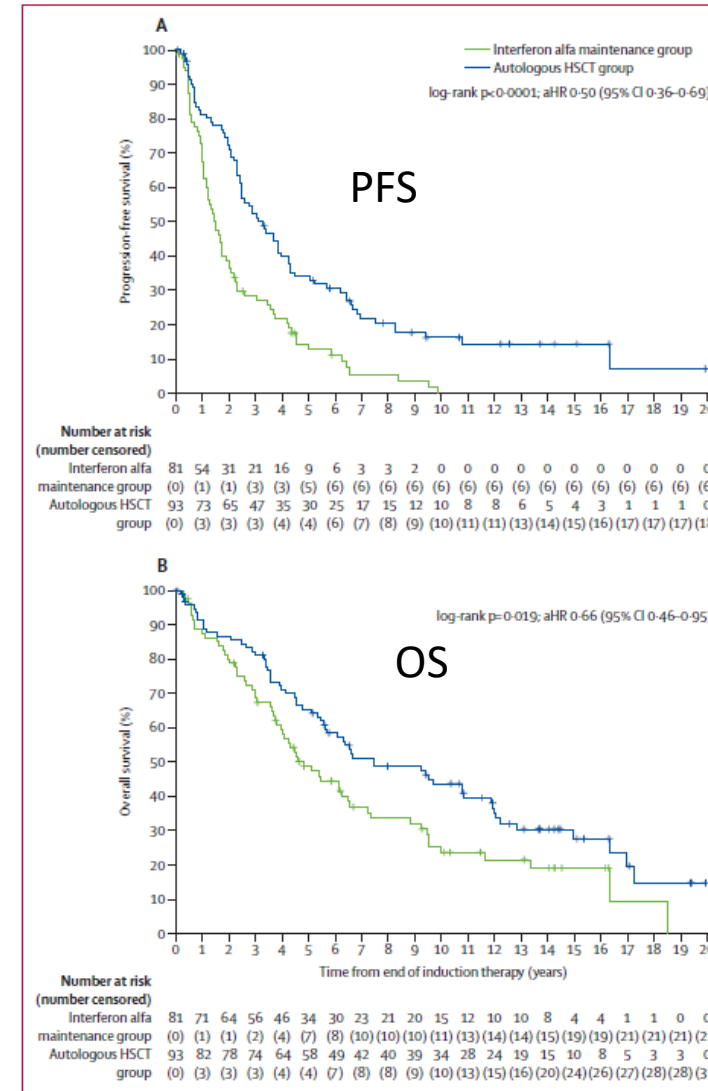 A
Interferon alfa maintenance group
Autologous HSCT group
log-rank p<0·0001; aHR 0·50 (95% CI 0·36–0·69)
PFS
Progression-free survival (%)
100
90
80
70
60
50
40
30
20
10
0
0 1 2 3 4 5 6 7 8 9 10 11 12 13 14 15 16 17 18 19 20
Number at risk
(number censored)
Interferon alfa 81 54 31 21 16 9 6 3 3 2 0 0 0 0 0 0 0 0 0 0
maintenance group (0) (1) (1) (3) (3) (5) (6) (6) (6) (6) (6) (6) (6) (6) (6) (6) (6) (6) (6) (6) (6
Autologous HSCT 93 73 65 47 35 30 25 17 15 12 10 8 8 6 5 4 3 1 1 1 0
group (0) (3) (3) (3) (4) (4) (6) (7) (8) (9) (10) (11) (11) (13) (14) (15) (16) (17) (17) (17) (18
B
log-rank p=0·019; aHR 0·66 (95% CI 0·46–0·95)
OS
Overall survival (%)
100
90
80
70
60
50
40
30
20
10
0
0 1 2 3 4 5 6 7 8 9 10 11 12 13 14 15 16 17 18 19 20
Time from end of induction therapy (years)
Number at risk
(number censored)
Interferon alfa 81 71 64 56 46 34 30 23 21 20 15 12 10 10 8 4 4 1 1 0 0
maintenance group (0) (1) (1) (2) (4) (7) (8) (10) (10) (10) (11) (13) (14) (14) (15) (19) (19) (21) (21) (21) (2
Autologous HSCT 93 82 78 74 64 58 49 42 40 39 34 28 24 19 15 10 8 5 3 3 0
group (0) (3) (3) (3) (4) (4) (7) (8) (8) (9) (10) (13) (15) (16) (20) (24) (26) (27) (28) (28) (3